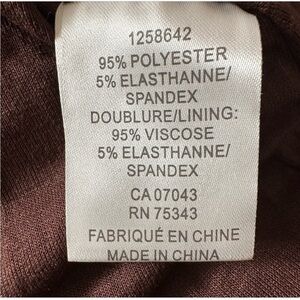 1258642
95% POLYESTER
5% ELASTHANNE/
SPANDEX
DOUBLURE/LINING:
95% VISCOSE
5% ELASTHANNE/
SPANDEX
CA 07043
RN 75343
FABRIQUÉ EN CHINE
MADE IN CHINA